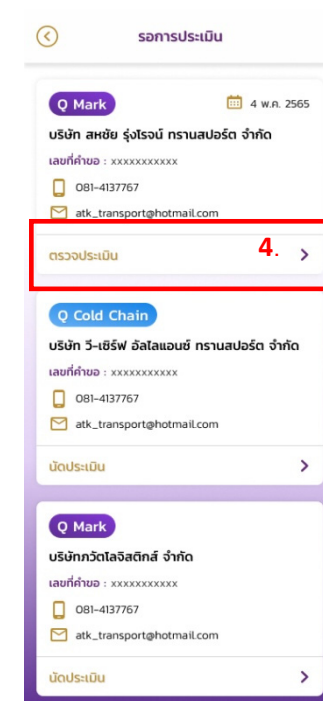 รอการประเมิน
Q Mark 4 พ.ค. 2565
บริษัท สหชัย รุ่งโรจน์ ทรานสปอร์ต จำกัด
เลขที่คำขอ : xxxxxxxxxxx
081-4137767
atk_transport@hotmail.com
ตรวจประเมิน 4.
Q Cold Chain
บริษัท วี-เซิร์ฟ อัลไลแอนซ์ ทรานสปอร์ต จำกัด
เลขที่คำขอ : xxxxxxxxxxx
081-4137767
atk_transport@hotmail.com
นัดประเมิน
Q Mark
บริษัทภวัตโลจิสติกส์ จำกัด
เลขที่คำขอ : xxxxxxxxxxx
081-4137767
atk_transport@hotmail.com
นัดประเมิน